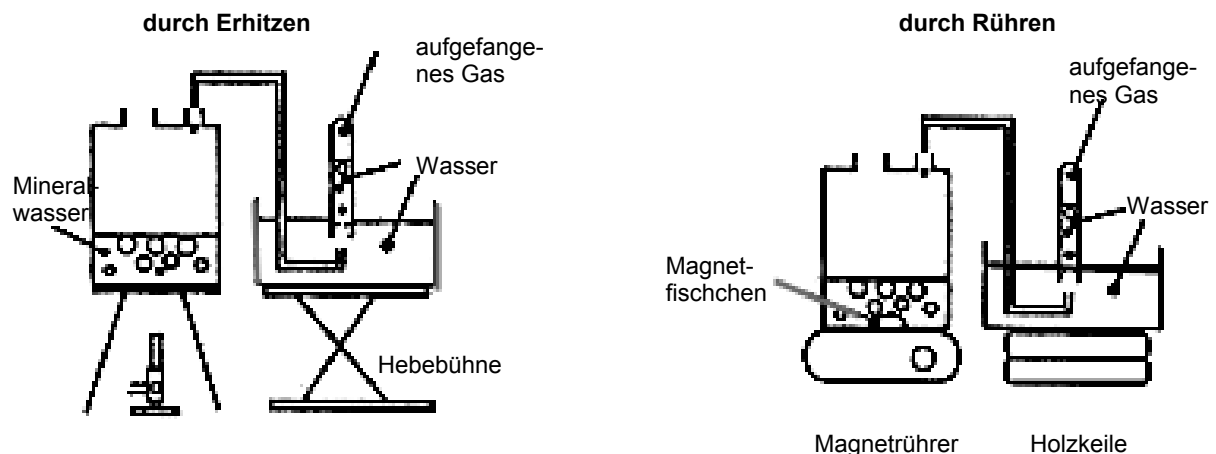 durch Erhitzen
aufgefange-
nes Gas
Wasser
Mineral-
wasser
Hebebühne
durch Rühren
aufgefange-
nes Gas
Wasser
Magnet-
fischchen
Magnetrührer
Holzkeile